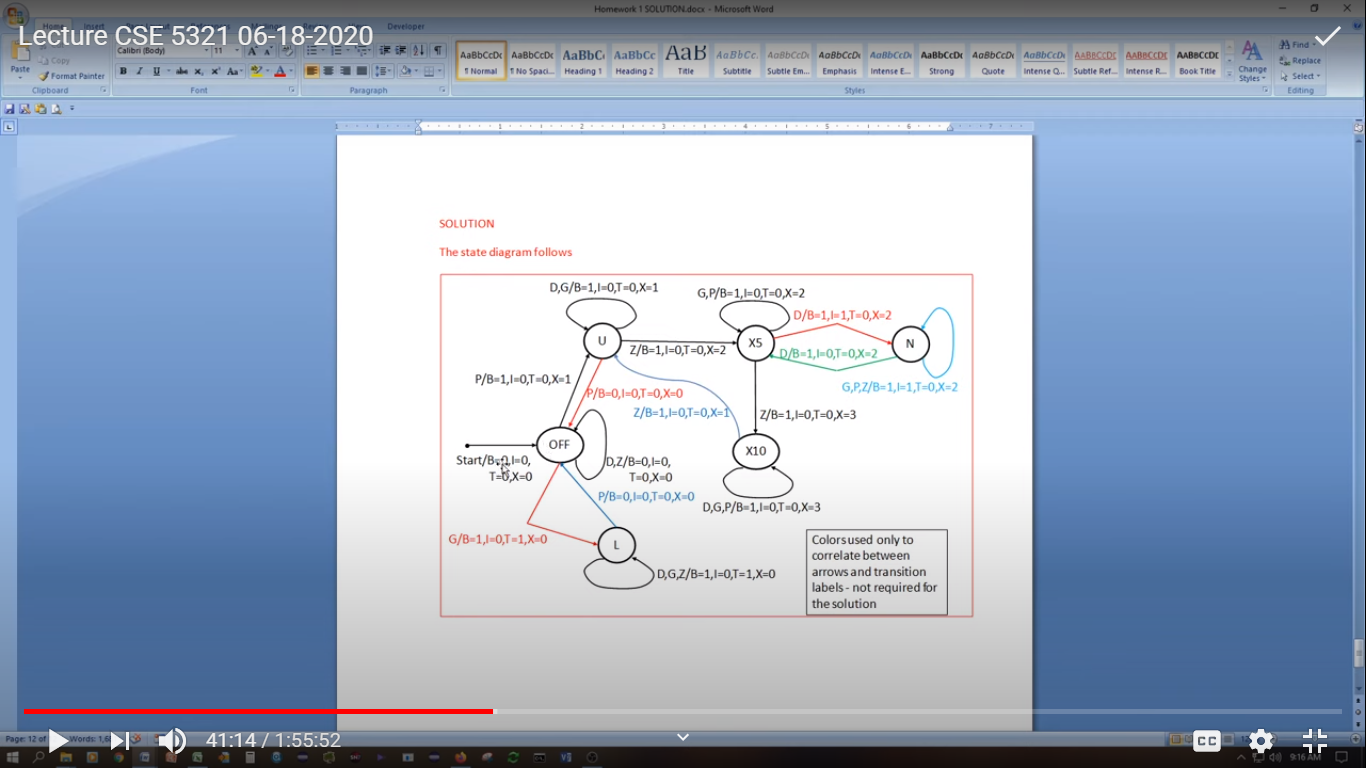 Homework 1 SOLUTION.docx - Microsoft Word
Lecture CSE 5321 06-18-2020
Home
Insert
Developer
Paste
Copy
Format Painter
Clipboard
Calibri (Body)
11
Font
Paragraph
AaBbCcDc
¶ Normal
AaBbCcDc
¶ No Spaci...
AaBbC
Heading 1
AaBbCc
Heading 2
AaB
Title
AaBbCc.
Subtitle
AaBbCcDc
Subtle Em...
AaBbCcDc
Emphasis
AaBbCcDc
Intense E...
AaBbCcDc
Strong
AaBbCcDc
Quote
AaBbCcDc
Intense Q...
AaBbCcDc
Subtle Ref...
AaBbCcDc
Intense R...
AaBbCcDc
Book Title
Change
Styles
Styles
Find
Replace
Select
Editing
SOLUTION
The state diagram follows
D,G/B=1,I=0,T=0,X=1
G,P/B=1,I=0,T=0,X=2
D/B=1,I=1,T=0,X=2
U
Z/B=1,I=0,T=0,X=2
X5
D/B=1,I=0,T=0,X=2
N
P/B=1,I=0,T=0,X=1
P/B=0,I=0,T=0,X=0
G,P,Z/B=1,I=1,T=0,X=2
Z/B=1,I=0,T=0,X=1
Z/B=1,I=0,T=0,X=3
OFF
X10
Start/B=0,I=0,
T=0,X=0
D,Z/B=0,I=0,
T=0,X=0
P/B=0,I=0,T=0,X=0
D,G,P/B=1,I=0,T=0,X=3
G/B=1,I=0,T=1,X=0
L
D,G,Z/B=1,I=0,T=1,X=0
Colors used only to
correlate between
arrows and transition
labels - not required for
the solution
Page: 12 of
Words:
41:14 / 1:55:52
CC
9:16 AM